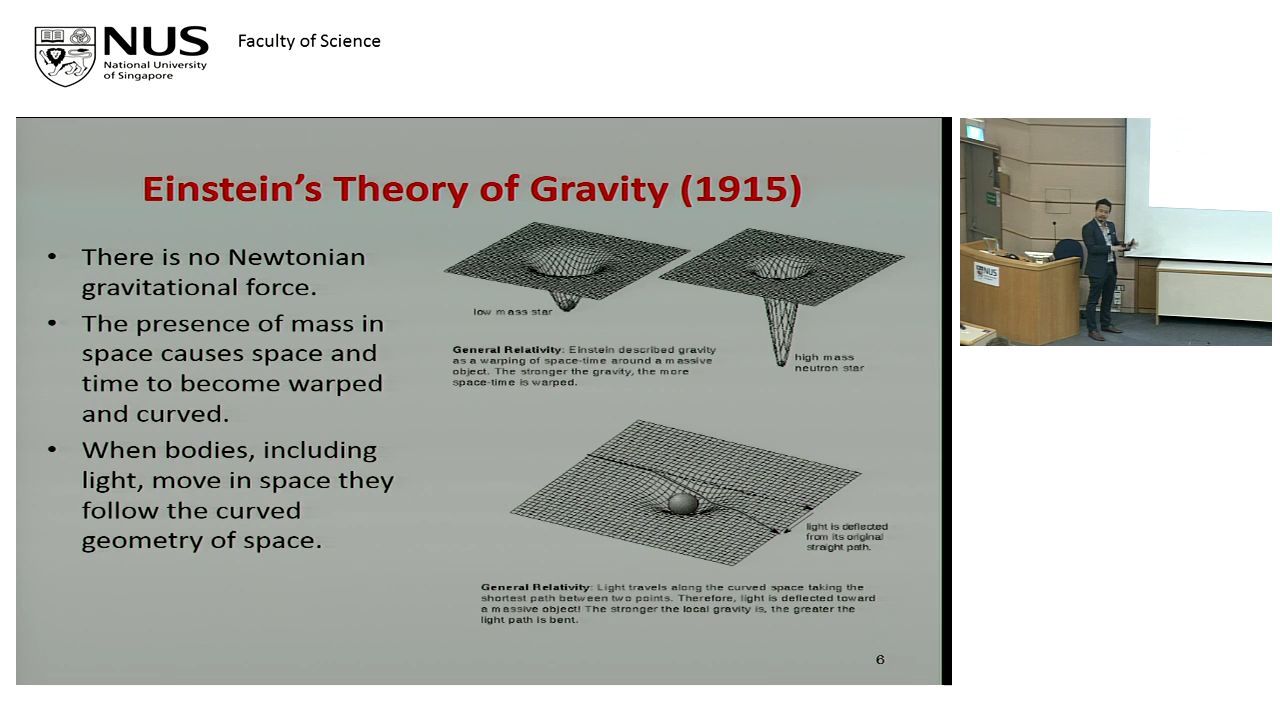 NUS
National University
of Singapore
Faculty of Science
Einstein's Theory of Gravity (1915)
• There is no Newtonian
gravitational force.
• The presence of mass in
space causes space and
time to become warped
and curved.
• When bodies, including
light, move in space they
follow the curved
geometry of space.
low mass star
high mass
neutron star
General Relativity: Einstein described gravity
as a warping of space-time around a massive
object. The stronger the gravity, the more
space-time is warped.
light is deflected
from its original
straight path.
General Relativity: Light travels along the curved space taking the
shortest path between two points. Therefore, light is deflected toward
a massive object! The stronger the local gravity is, the greater the
light path is bent.
6
NUS